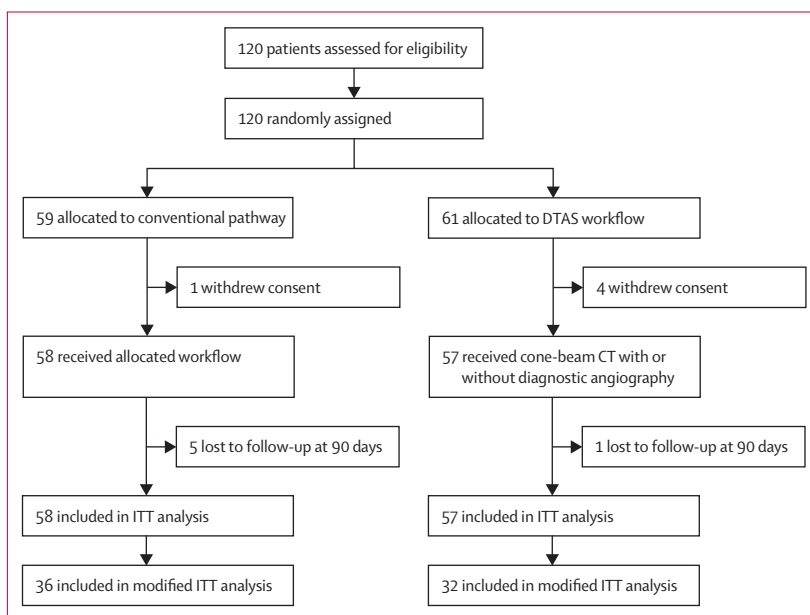 120 patients assessed for eligibility
120 randomly assigned
59 allocated to conventional pathway
61 allocated to DTAS workflow
1 withdrew consent
4 withdrew consent
58 received allocated workflow
57 received cone-beam CT with or
without diagnostic angiography
5 lost to follow-up at 90 days
1 lost to follow-up at 90 days
58 included in ITT analysis
57 included in ITT analysis
36 included in modified ITT analysis
32 included in modified ITT analysis